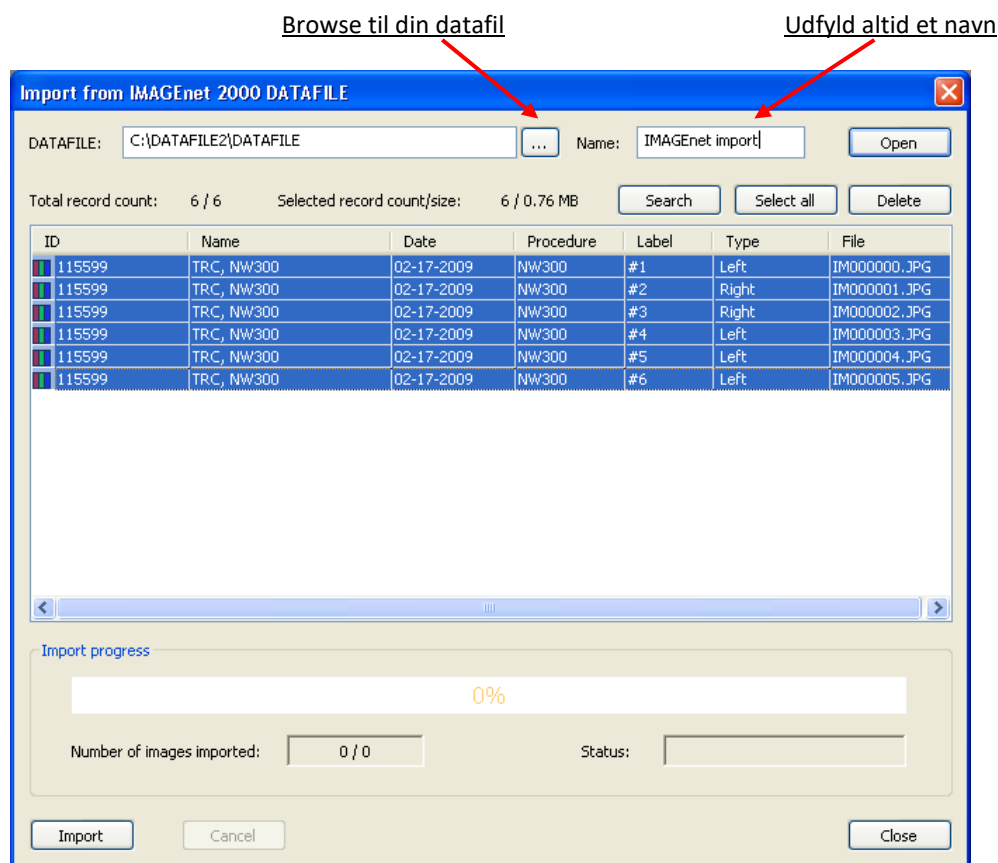 Browse til din datafil Udfyld altid et navn
Import from IMAGEnet 2000 DATAFILE
DATAFILE: C:\DATAFILE2\DATAFILE ... Name: IMAGEnet import Open
Total record count: 6 / 6 Selected record count/size: 6 / 0.76 MB Search Select all Delete
ID Name Date Procedure Label Type File
115599 TRC, NW300 02-17-2009 NW300 #1 Left IM000000.JPG
115599 TRC, NW300 02-17-2009 NW300 #2 Right IM000001.JPG
115599 TRC, NW300 02-17-2009 NW300 #3 Right IM000002.JPG
115599 TRC, NW300 02-17-2009 NW300 #4 Left IM000003.JPG
115599 TRC, NW300 02-17-2009 NW300 #5 Left IM000004.JPG
115599 TRC, NW300 02-17-2009 NW300 #6 Left IM000005.JPG
Import progress
0%
Number of images imported: 0 / 0 Status:
Import Cancel Close